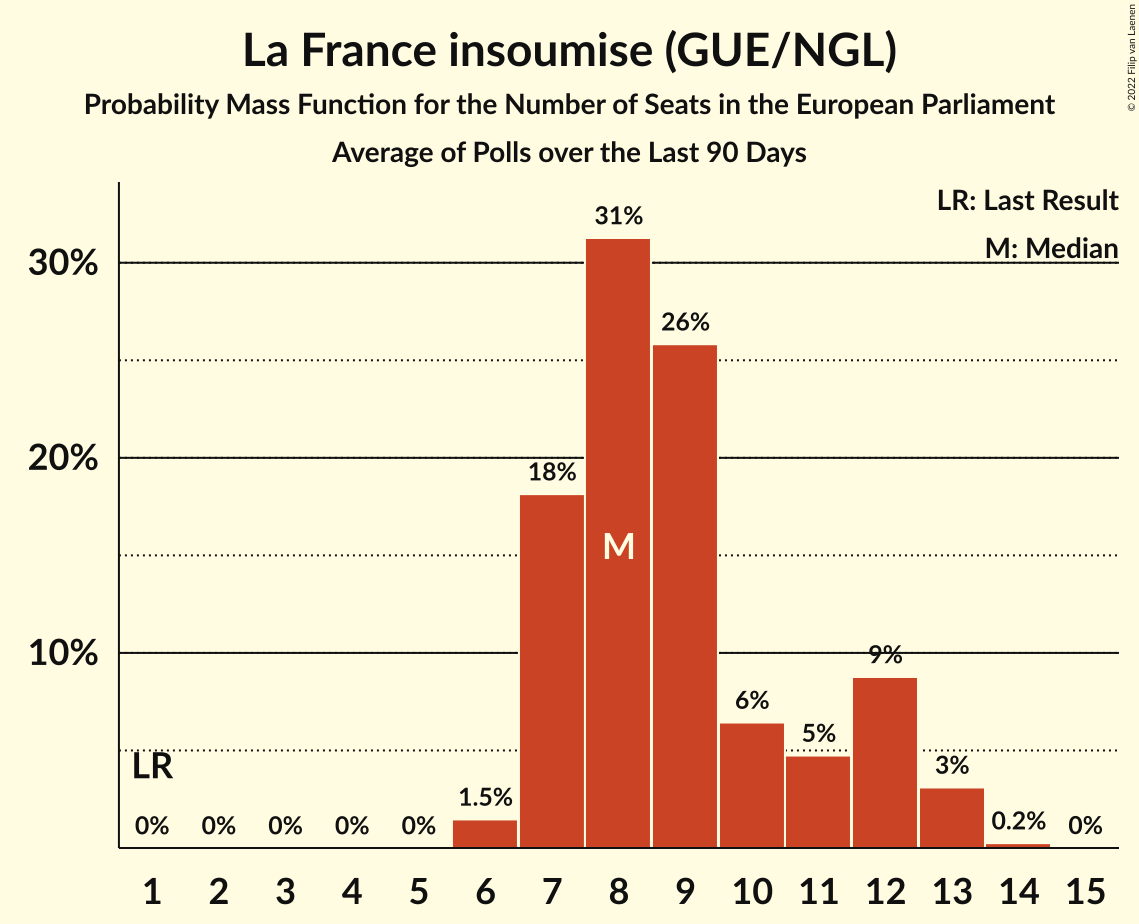 La France insoumise (GUE/NGL)
Probability Mass Function for the Number of Seats in the European Parliament
Average of Polls over the Last 90 Days
© 2022 Filip van Laenen
LR: Last Result
M: Median
30%
20%
10%
31%
26%
18%
M
9%
6%
5%
3%
LR
1.5%
0% 0% 0% 0% 0% 0.2% 0%
1 2 3 4 5 6 7 8 9 10 11 12 13 14 15